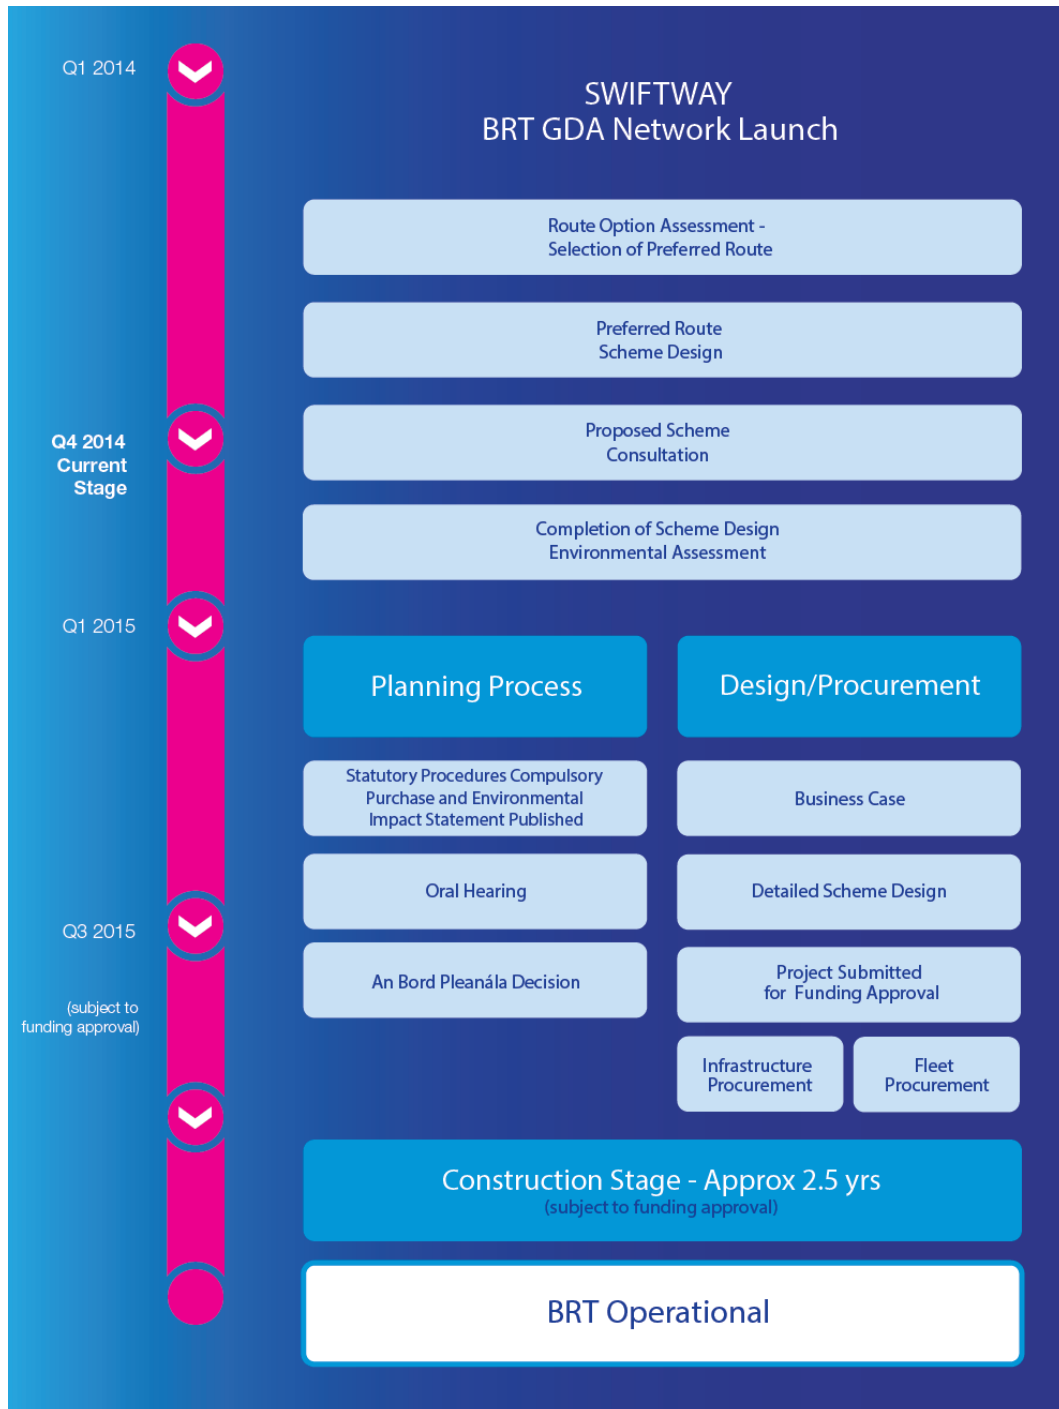 Q1 2014
SWIFTWAY
BRT GDA Network Launch
Route Option Assessment -
Selection of Preferred Route
Preferred Route
Scheme Design
Q4 2014
Current
Stage
Proposed Scheme
Consultation
Completion of Scheme Design
Environmental Assessment
Q1 2015
Planning Process
Statutory Procedures Compulsory
Purchase and Environmental
Impact Statement Published
Oral Hearing
An Bord Pleanála Decision
Design/Procurement
Business Case
Detailed Scheme Design
Project Submitted
for Funding Approval
Infrastructure
Procurement
Fleet
Procurement
Q3 2015
(subject to
funding approval)
Construction Stage - Approx 2.5 yrs
(subject to funding approval)
BRT Operational